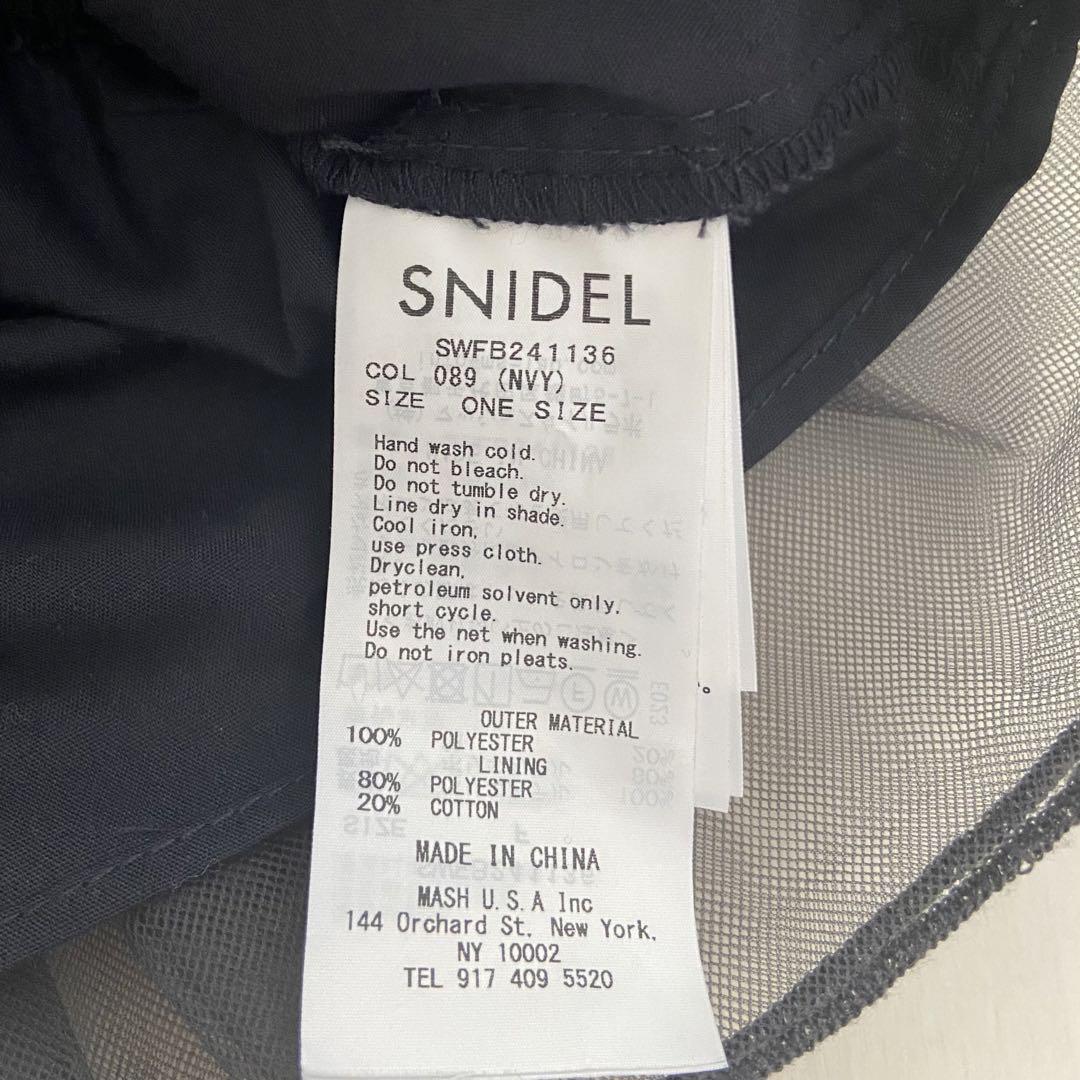 SNIDEL
SWFB241136
COL 089 (NVY)
SIZE ONE SIZE
Hand wash cold.
Do not bleach.
Do not tumble dry.
Line dry in shade.
Cool iron,
use press cloth.
Dryclean,
petroleum solvent only,
short cycle.
Use the net when washing.
Do not iron pleats.
OUTER MATERIAL
100% POLYESTER
LINING
80% POLYESTER
20% COTTON
MADE IN CHINA
MASH U.S.A Inc
144 Orchard St, New York,
NY 10002
TEL 917 409 5520